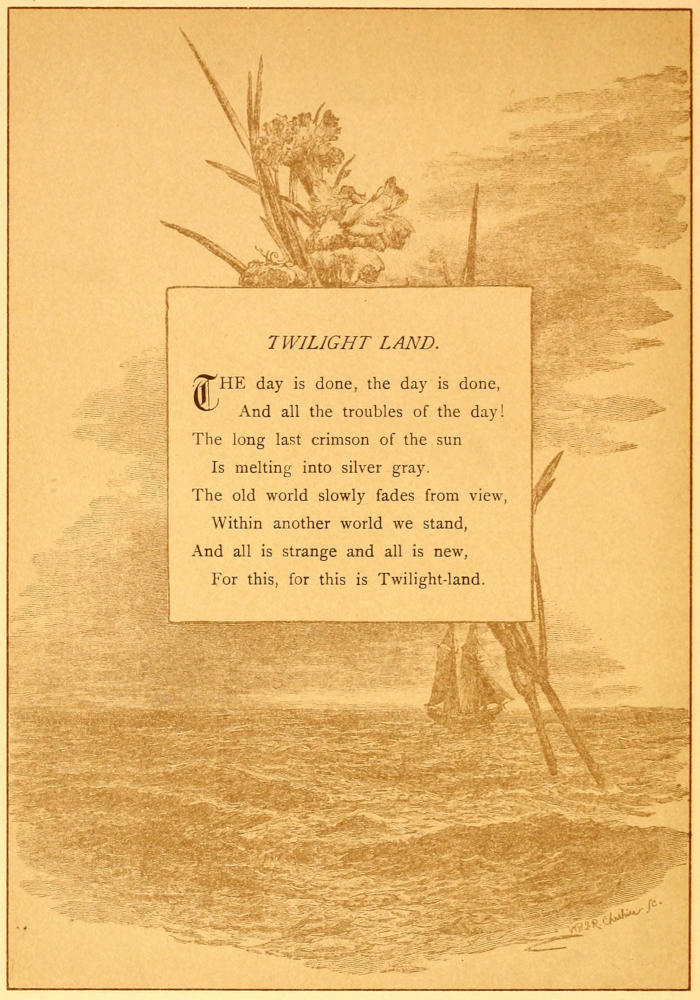 TWILIGHT LAND.
THE day is done, the day is done,
And all the troubles of the day!
The long last crimson of the sun
Is melting into silver gray.
The old world slowly fades from view,
Within another world we stand,
And all is strange and all is new,
For this, for this is Twilight-land.